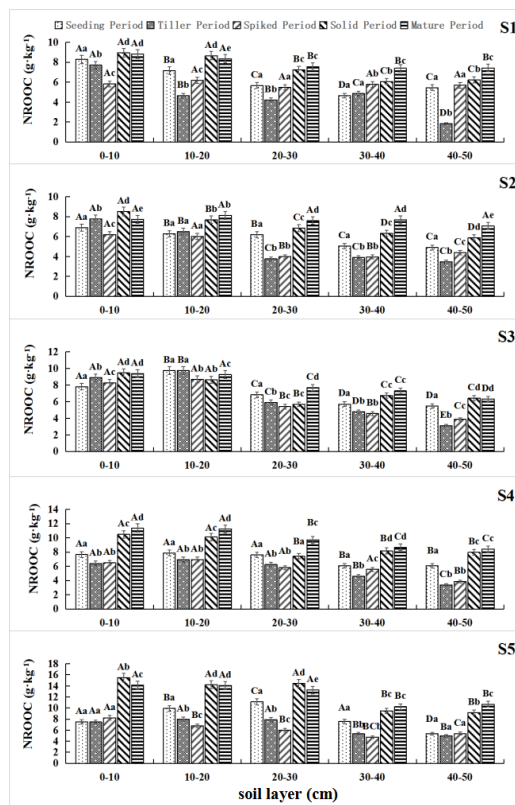 Seeding Period Tiller Period Spiked Period Solid Period Mature Period S1
NROOC (g·kg⁻¹)
10
8
6
4
2
0
Aa Ab Ac Ad Ac
Ba Bb Ac Ad Ae
Ca Bb Aa Bc Bc
Da Ca Ab Ac Bc
Ca Db Aa Ac Bc
0-10 10-20 20-30 30-40 40-50
S2
NROOC (g·kg⁻¹)
10
8
6
4
2
0
Aa Ab Ac Ad Ae
Ba Ba Aa Bb Ab
Ba Cb Bb Cc Ad
Ca Cb Bb Dc Ad
Ca Cb Cc Dd Ae
0-10 10-20 20-30 30-40 40-50
S3
NROOC (g·kg⁻¹)
12
10
8
6
4
2
0
Aa Ab Ac Ad Ad
Ba Ba Ab Ab Ac
Ca Cb Bc Bc Cd
Da Db Bb Ac Cd
Da Eb Cc Cd Dd
0-10 10-20 20-30 30-40 40-50
S4
NROOC (g·kg⁻¹)
14
12
10
8
6
4
2
0
Aa Ab Ab Ac Ad
Aa Ab Ab Ac Ad
Aa Ab Ab Ba Bc
Ba Bb Ac Bd Cd
Ba Cb Bb Bc Cc
0-10 10-20 20-30 30-40 40-50
S5
NROOC (g·kg⁻¹)
18
16
14
12
10
8
6
4
2
0
Aa Aa Aa Ab Ac
Ba Ab Bc Ad Ad
Ca Ab Bc Ad Ae
Aa Bb Bc Bc
Da Ba Ca Bb Bc
0-10 10-20 20-30 30-40 40-50
soil layer (cm)